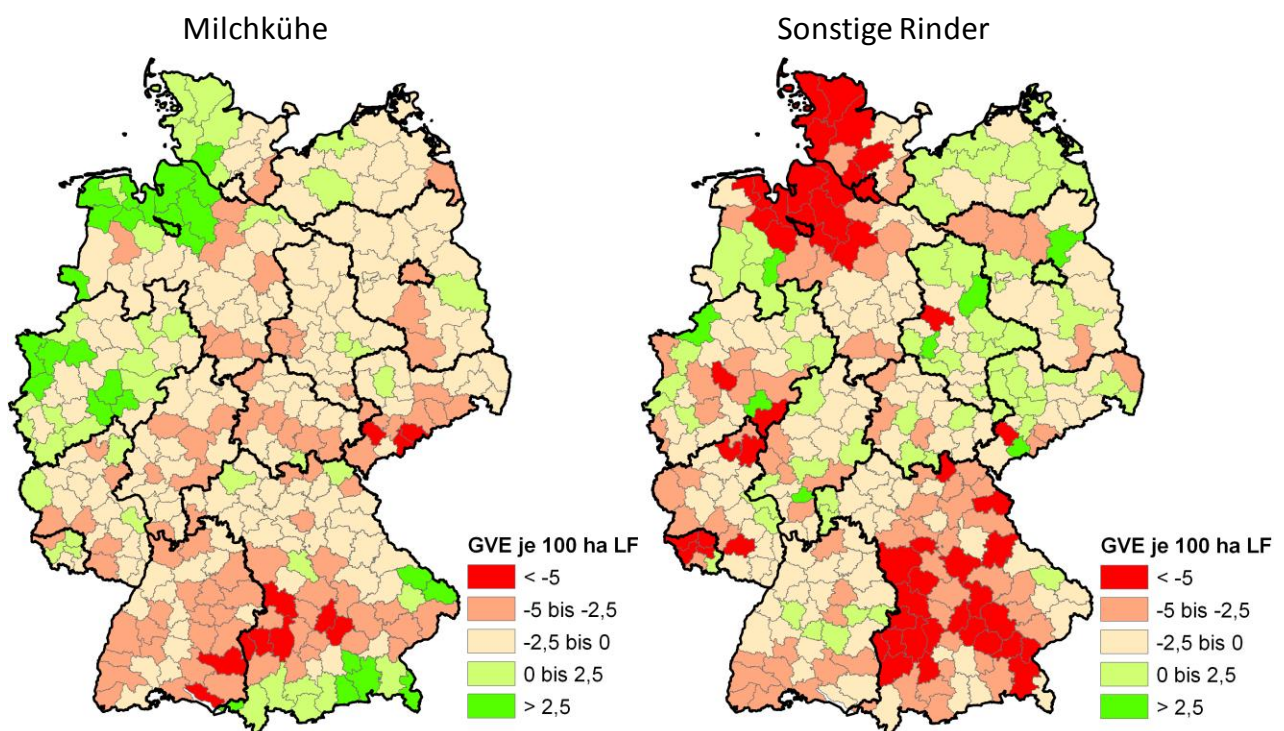 Milchkühe
Sonstige Rinder
GVE je 100 ha LF
< -5
-5 bis -2,5
-2,5 bis 0
0 bis 2,5
> 2,5
GVE je 100 ha LF
< -5
-5 bis -2,5
-2,5 bis 0
0 bis 2,5
> 2,5